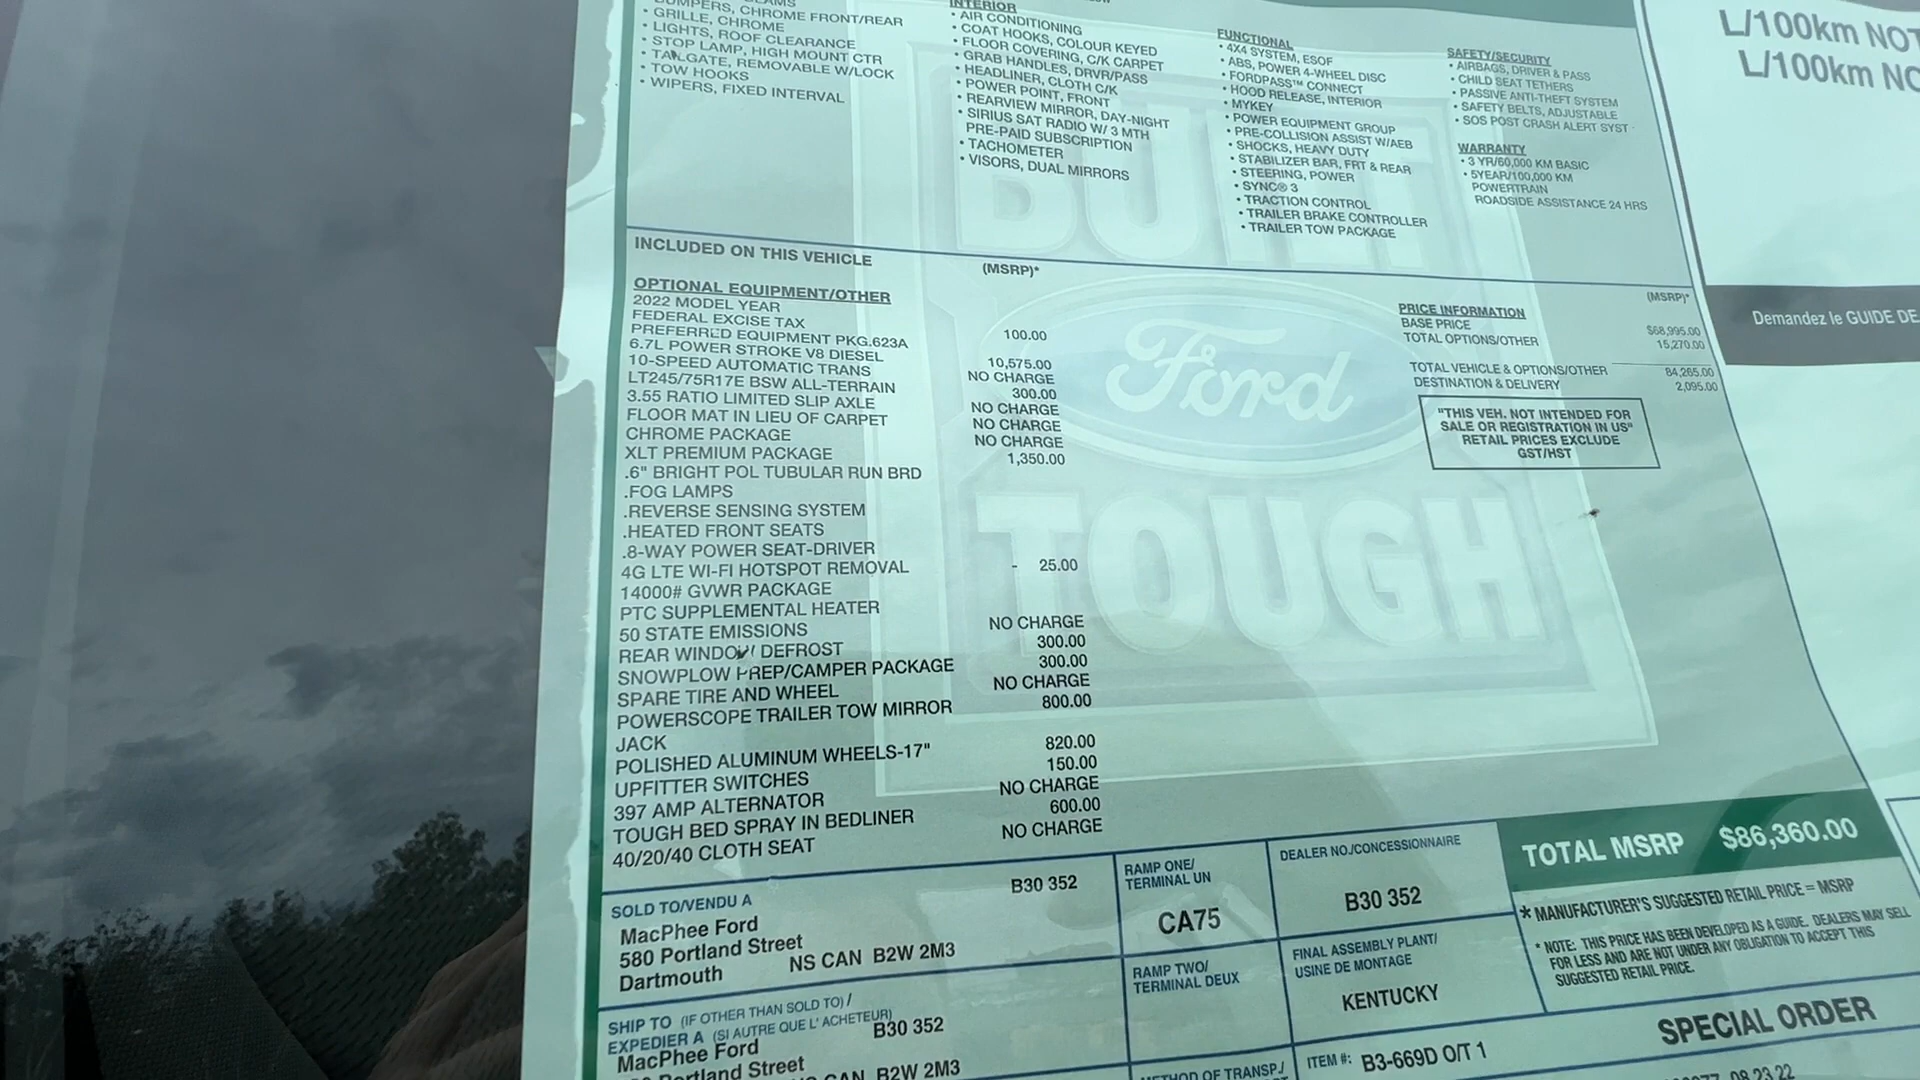 BUMPERS, CHROME FRONT/REAR
• GRILLE, CHROME
• LIGHTS, ROOF CLEARANCE
• STOP LAMP, HIGH MOUNT CTR
• TAILGATE, REMOVABLE W/LOCK
• TOW HOOKS
• WIPERS, FIXED INTERVAL
INTERIOR
• AIR CONDITIONING
• COAT HOOKS, COLOUR KEYED
• FLOOR COVERING, C/K CARPET
• GRAB HANDLES, DRVR/PASS
• HEADLINER, CLOTH C/K
• POWER POINT, FRONT
• REARVIEW MIRROR, DAY-NIGHT
• SIRIUS SAT RADIO W/ 3 MTH
PRE-PAID SUBSCRIPTION
• TACHOMETER
• VISORS, DUAL MIRRORS
FUNCTIONAL
• 4X4 SYSTEM, ESOF
• ABS, POWER 4-WHEEL DISC
• FORDPASS™ CONNECT
• HOOD RELEASE, INTERIOR
• MYKEY
• POWER EQUIPMENT GROUP
• PRE-COLLISION ASSIST W/AEB
• SHOCKS, HEAVY DUTY
• STABILIZER BAR, FRT & REAR
• STEERING, POWER
• SYNC® 3
• TRACTION CONTROL
• TRAILER BRAKE CONTROLLER
• TRAILER TOW PACKAGE
SAFETY/SECURITY
• AIRBAGS, DRIVER & PASS
• CHILD SEAT TETHERS
• PASSIVE ANTI-THEFT SYSTEM
• SAFETY BELTS, ADJUSTABLE
• SOS POST CRASH ALERT SYST
WARRANTY
• 3 YR/60,000 KM BASIC
• 5YEAR/100,000 KM
POWERTRAIN
ROADSIDE ASSISTANCE 24 HRS
L/100km NOT
L/100km NO
Demandez le GUIDE DE
BUILT
Ford
TOUGH
INCLUDED ON THIS VEHICLE
(MSRP)*
OPTIONAL EQUIPMENT/OTHER
2022 MODEL YEAR
FEDERAL EXCISE TAX 100.00
PREFERRED EQUIPMENT PKG.623A
6.7L POWER STROKE V8 DIESEL 10,575.00
10-SPEED AUTOMATIC TRANS NO CHARGE
LT245/75R17E BSW ALL-TERRAIN 300.00
3.55 RATIO LIMITED SLIP AXLE NO CHARGE
FLOOR MAT IN LIEU OF CARPET NO CHARGE
CHROME PACKAGE NO CHARGE
XLT PREMIUM PACKAGE 1,350.00
.6" BRIGHT POL TUBULAR RUN BRD
.FOG LAMPS
.REVERSE SENSING SYSTEM
.HEATED FRONT SEATS
.8-WAY POWER SEAT-DRIVER
4G LTE WI-FI HOTSPOT REMOVAL - 25.00
14000# GVWR PACKAGE
PTC SUPPLEMENTAL HEATER
50 STATE EMISSIONS NO CHARGE
REAR WINDOW DEFROST 300.00
SNOWPLOW PREP/CAMPER PACKAGE 300.00
SPARE TIRE AND WHEEL NO CHARGE
POWERSCOPE TRAILER TOW MIRROR 800.00
JACK
POLISHED ALUMINUM WHEELS-17" 820.00
UPFITTER SWITCHES 150.00
397 AMP ALTERNATOR NO CHARGE
TOUGH BED SPRAY IN BEDLINER 600.00
40/20/40 CLOTH SEAT NO CHARGE
(MSRP)*
PRICE INFORMATION
BASE PRICE $68,995.00
TOTAL OPTIONS/OTHER 15,270.00
TOTAL VEHICLE & OPTIONS/OTHER 84,265.00
DESTINATION & DELIVERY 2,095.00
"THIS VEH. NOT INTENDED FOR
SALE OR REGISTRATION IN US"
RETAIL PRICES EXCLUDE
GST/HST
TOTAL MSRP $86,360.00
* MANUFACTURER'S SUGGESTED RETAIL PRICE = MSRP
* NOTE: THIS PRICE HAS BEEN DEVELOPED AS A GUIDE. DEALERS MAY SELL
FOR LESS AND ARE NOT UNDER ANY OBLIGATION TO ACCEPT THIS
SUGGESTED RETAIL PRICE.
SOLD TO/VENDU A B30 352
MacPhee Ford
580 Portland Street
Dartmouth NS CAN B2W 2M3
SHIP TO (IF OTHER THAN SOLD TO) /
EXPEDIER A (SI AUTRE QUE L' ACHETEUR)
B30 352
MacPhee Ford
Portland Street
CAN B2W 2M3
RAMP ONE/
TERMINAL UN
CA75
RAMP TWO/
TERMINAL DEUX
METHOD OF TRANSP./
DEALER NO./CONCESSIONNAIRE
B30 352
FINAL ASSEMBLY PLANT/
USINE DE MONTAGE
KENTUCKY
ITEM #: B3-669D O/T 1
SPECIAL ORDER
08 23 22